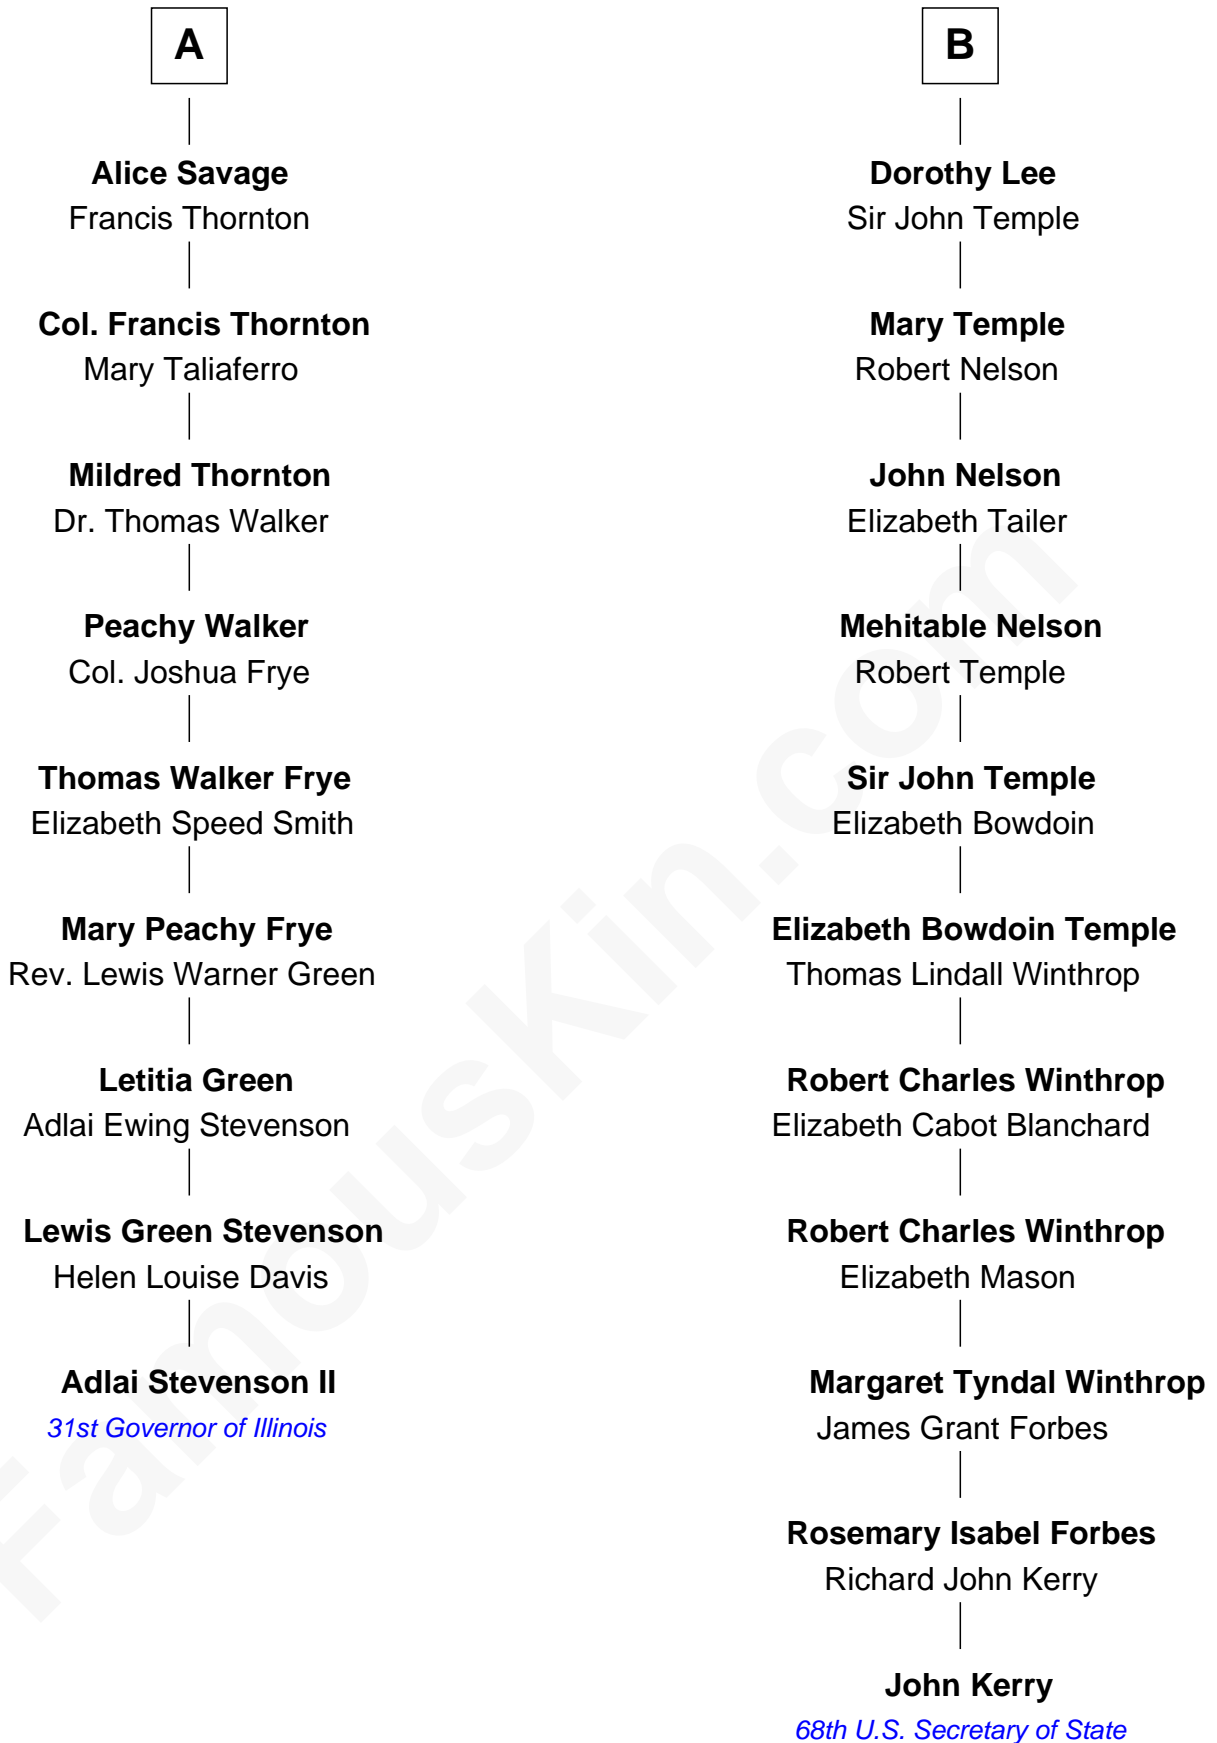 A
Alice Savage
Francis Thornton
Col. Francis Thornton
Mary Taliaferro
Mildred Thornton
Dr. Thomas Walker
Peachy Walker
Col. Joshua Frye
Thomas Walker Frye
Elizabeth Speed Smith
Mary Peachy Frye
Rev. Lewis Warner Green
Letitia Green
Adlai Ewing Stevenson
Lewis Green Stevenson
Helen Louise Davis
Adlai Stevenson II
31st Governor of Illinois
B
Dorothy Lee
Sir John Temple
Mary Temple
Robert Nelson
John Nelson
Elizabeth Tailer
Mehitable Nelson
Robert Temple
Sir John Temple
Elizabeth Bowdoin
Elizabeth Bowdoin Temple
Thomas Lindall Winthrop
Robert Charles Winthrop
Elizabeth Cabot Blanchard
Robert Charles Winthrop
Elizabeth Mason
Margaret Tyndal Winthrop
James Grant Forbes
Rosemary Isabel Forbes
Richard John Kerry
John Kerry
68th U.S. Secretary of State
FamousKin.com